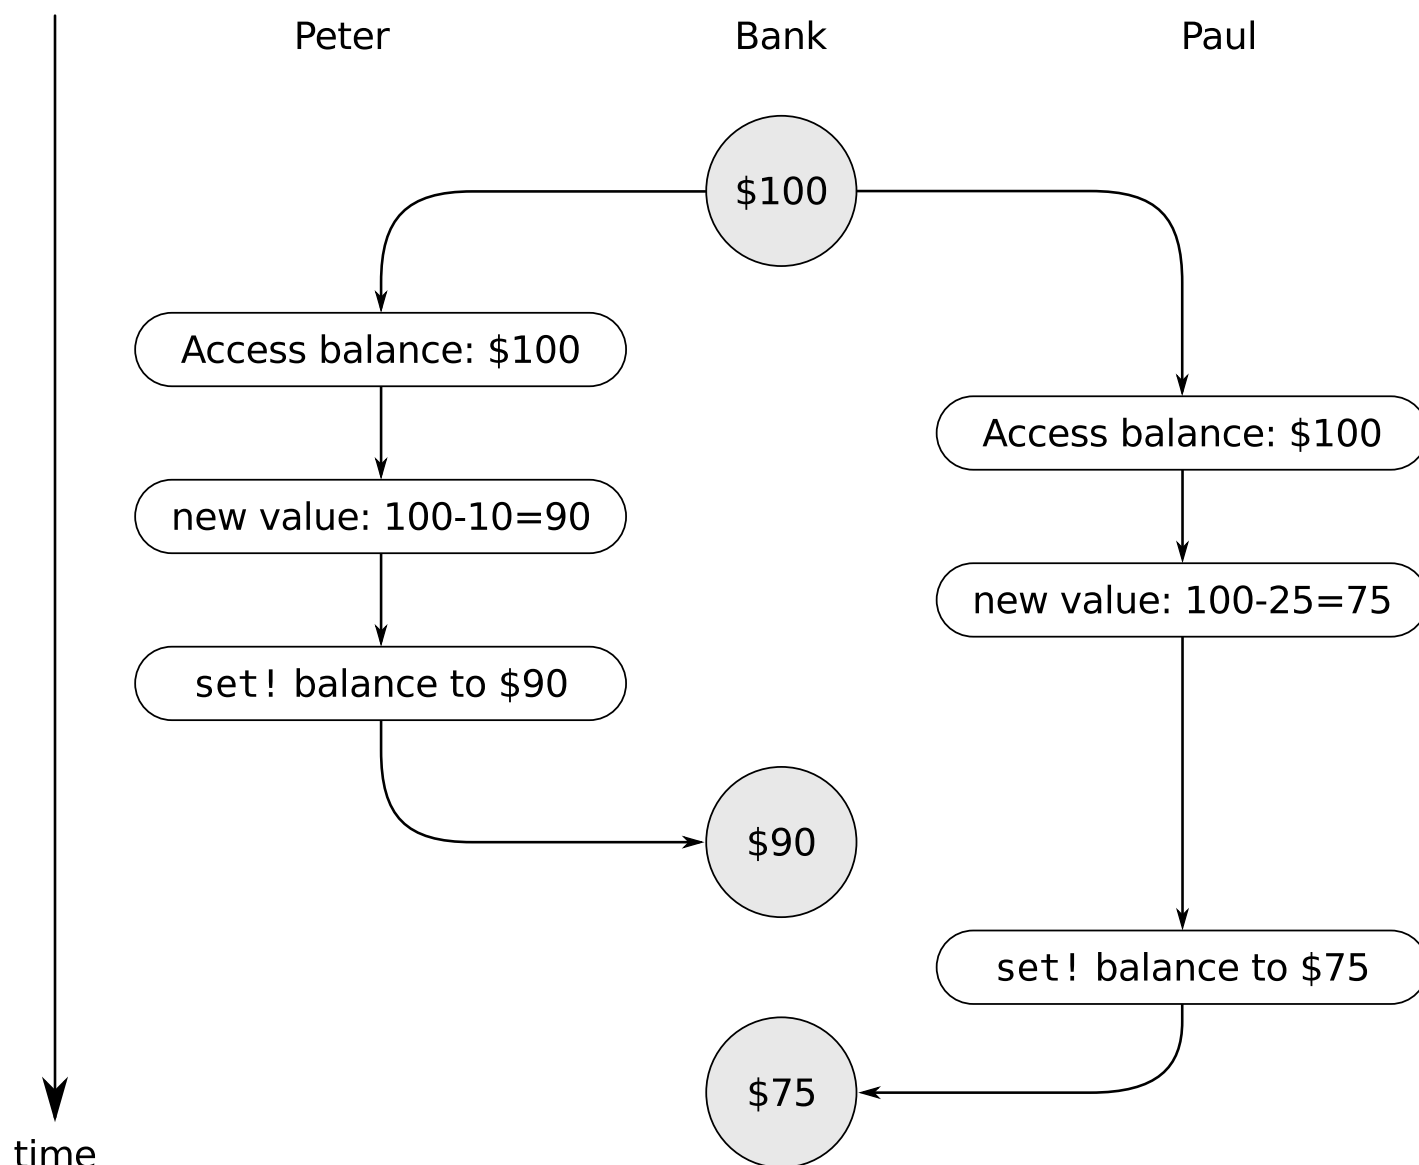 Peter Bank Paul
$100
Access balance: $100
Access balance: $100
new value: 100-10=90
new value: 100-25=75
set! balance to $90
$90
set! balance to $75
$75
time